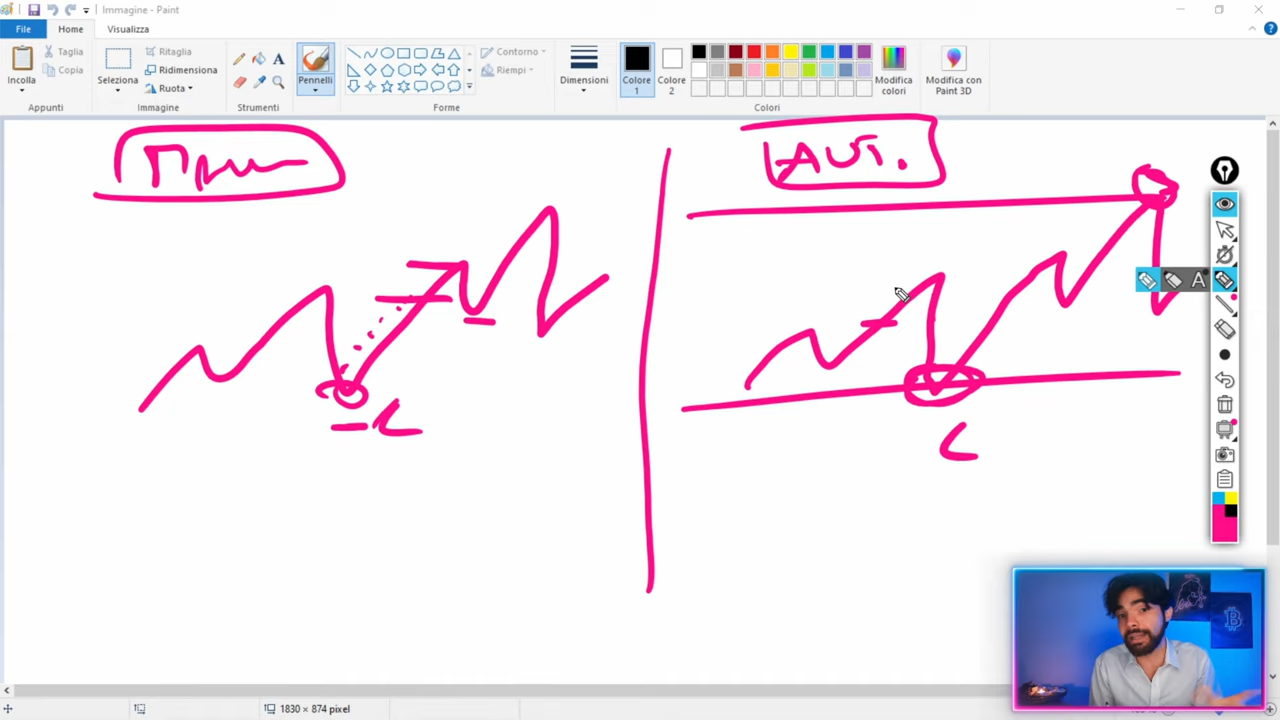 Immagine - Paint
File Home Visualizza
Incolla
Taglia
Copia
Appunti
Seleziona
Ritaglia
Ridimensiona
Ruota
Immagine
Strumenti
Pennelli
Contorno
Riempi
Forme
Dimensioni
Colore 1
Colore 2
Modifica colori
Colori
Modifica con Paint 3D
AUT.
A
L
L
1830 × 874 pixel